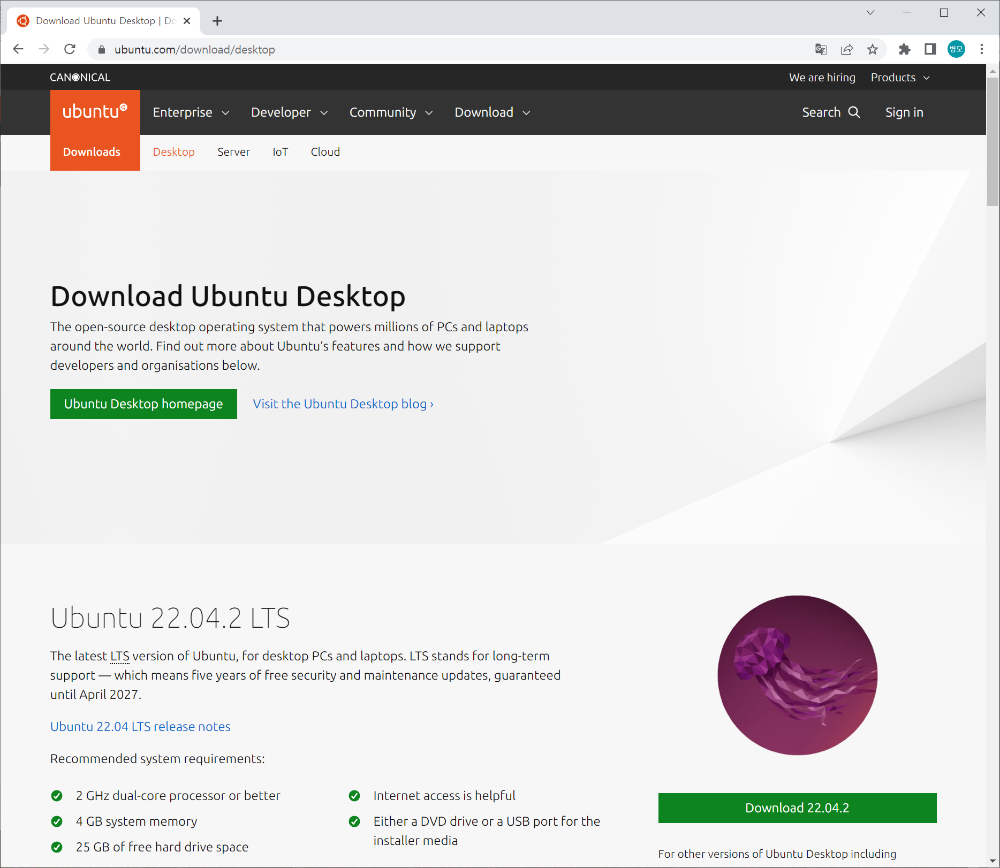 Download Ubuntu Desktop | Do
ubuntu.com/download/desktop
병모
CANONICAL
We are hiring
Products
ubuntu
Enterprise
Developer
Community
Download
Search
Sign in
Downloads
Desktop
Server
IoT
Cloud
Download Ubuntu Desktop
The open-source desktop operating system that powers millions of PCs and laptops
around the world. Find out more about Ubuntu’s features and how we support
developers and organisations below.
Ubuntu Desktop homepage
Visit the Ubuntu Desktop blog ›
Ubuntu 22.04.2 LTS
The latest LTS version of Ubuntu, for desktop PCs and laptops. LTS stands for long-term
support — which means five years of free security and maintenance updates, guaranteed
until April 2027.
Ubuntu 22.04 LTS release notes
Recommended system requirements:
2 GHz dual-core processor or better
4 GB system memory
25 GB of free hard drive space
Internet access is helpful
Either a DVD drive or a USB port for the
installer media
Download 22.04.2
For other versions of Ubuntu Desktop including